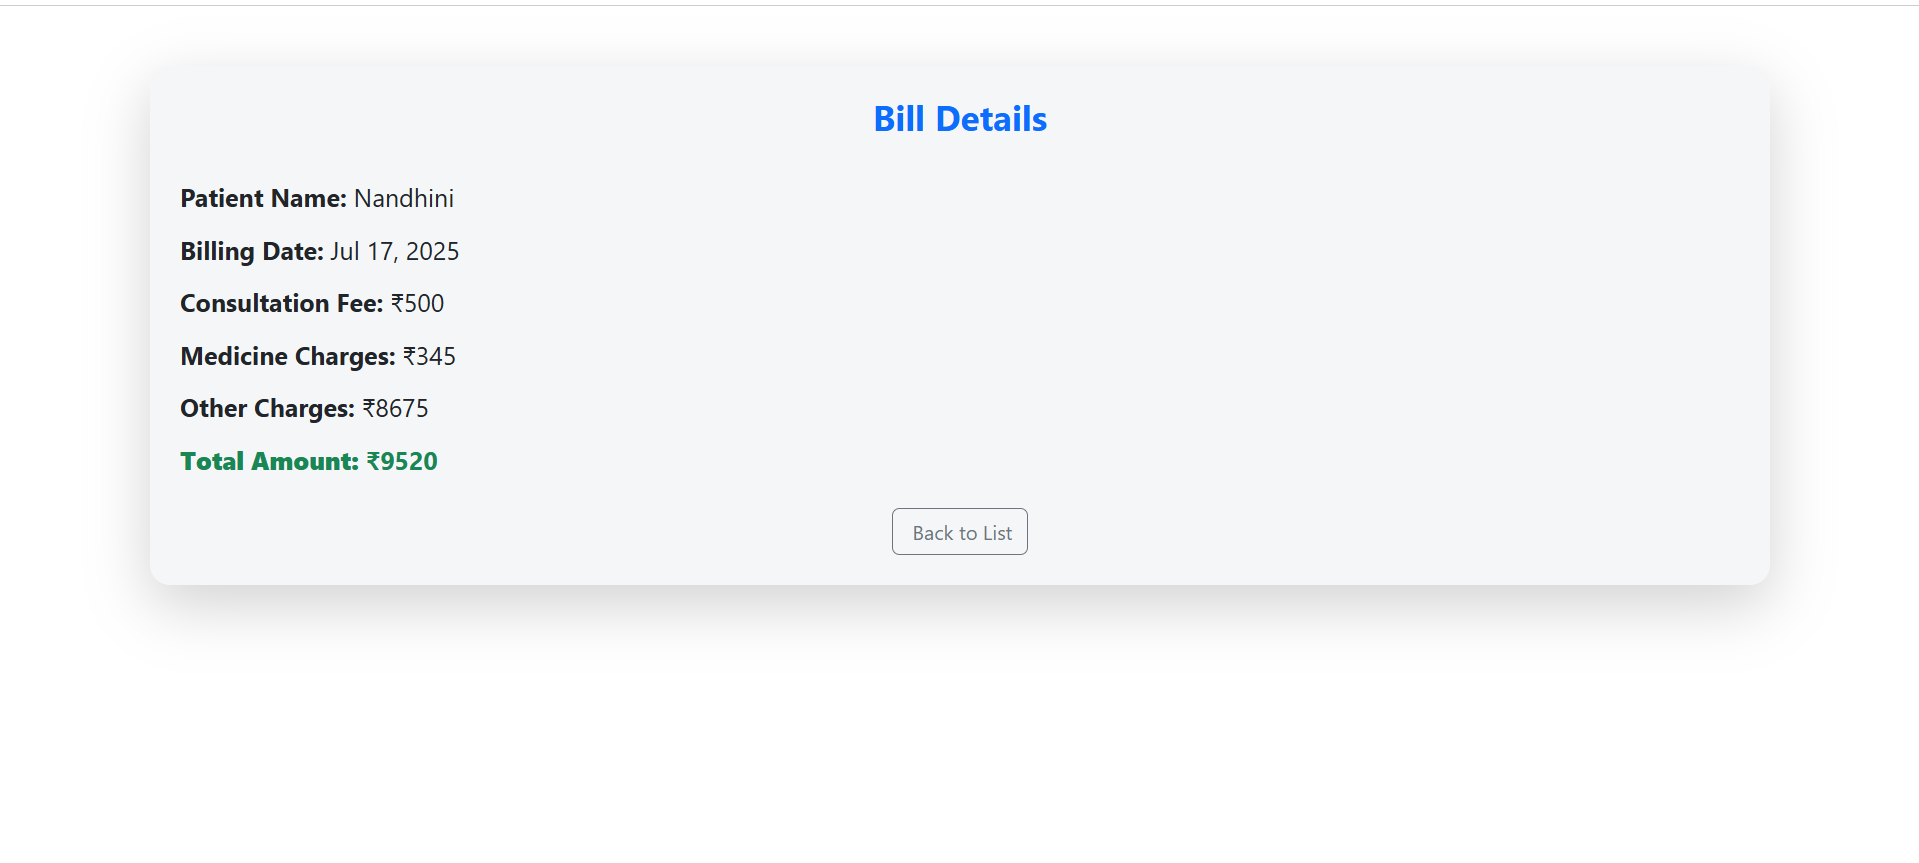 Bill Details
Patient Name: Nandhini
Billing Date: Jul 17, 2025
Consultation Fee: ₹500
Medicine Charges: ₹345
Other Charges: ₹8675
Total Amount: ₹9520
Back to List